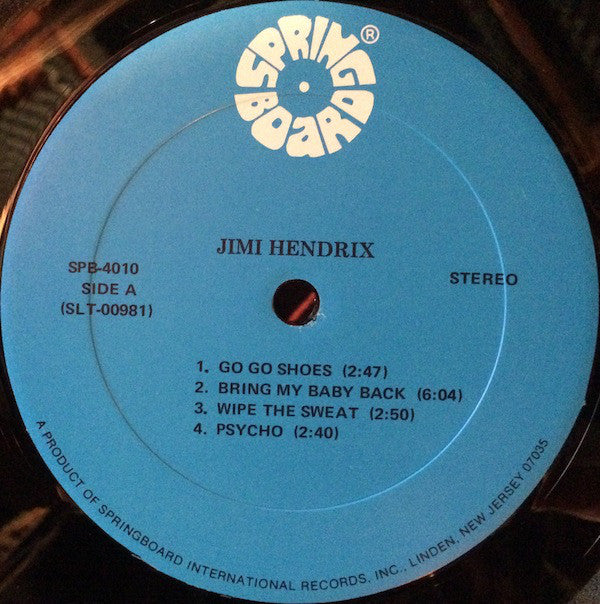 SPRING BOARD ®
JIMI HENDRIX
SPB-4010
SIDE A
(SLT-00981)
STEREO
1. GO GO SHOES (2:47)
2. BRING MY BABY BACK (6:04)
3. WIPE THE SWEAT (2:50)
4. PSYCHO (2:40)
A PRODUCT OF SPRINGBOARD INTERNATIONAL RECORDS, INC., LINDEN, NEW JERSEY 07035